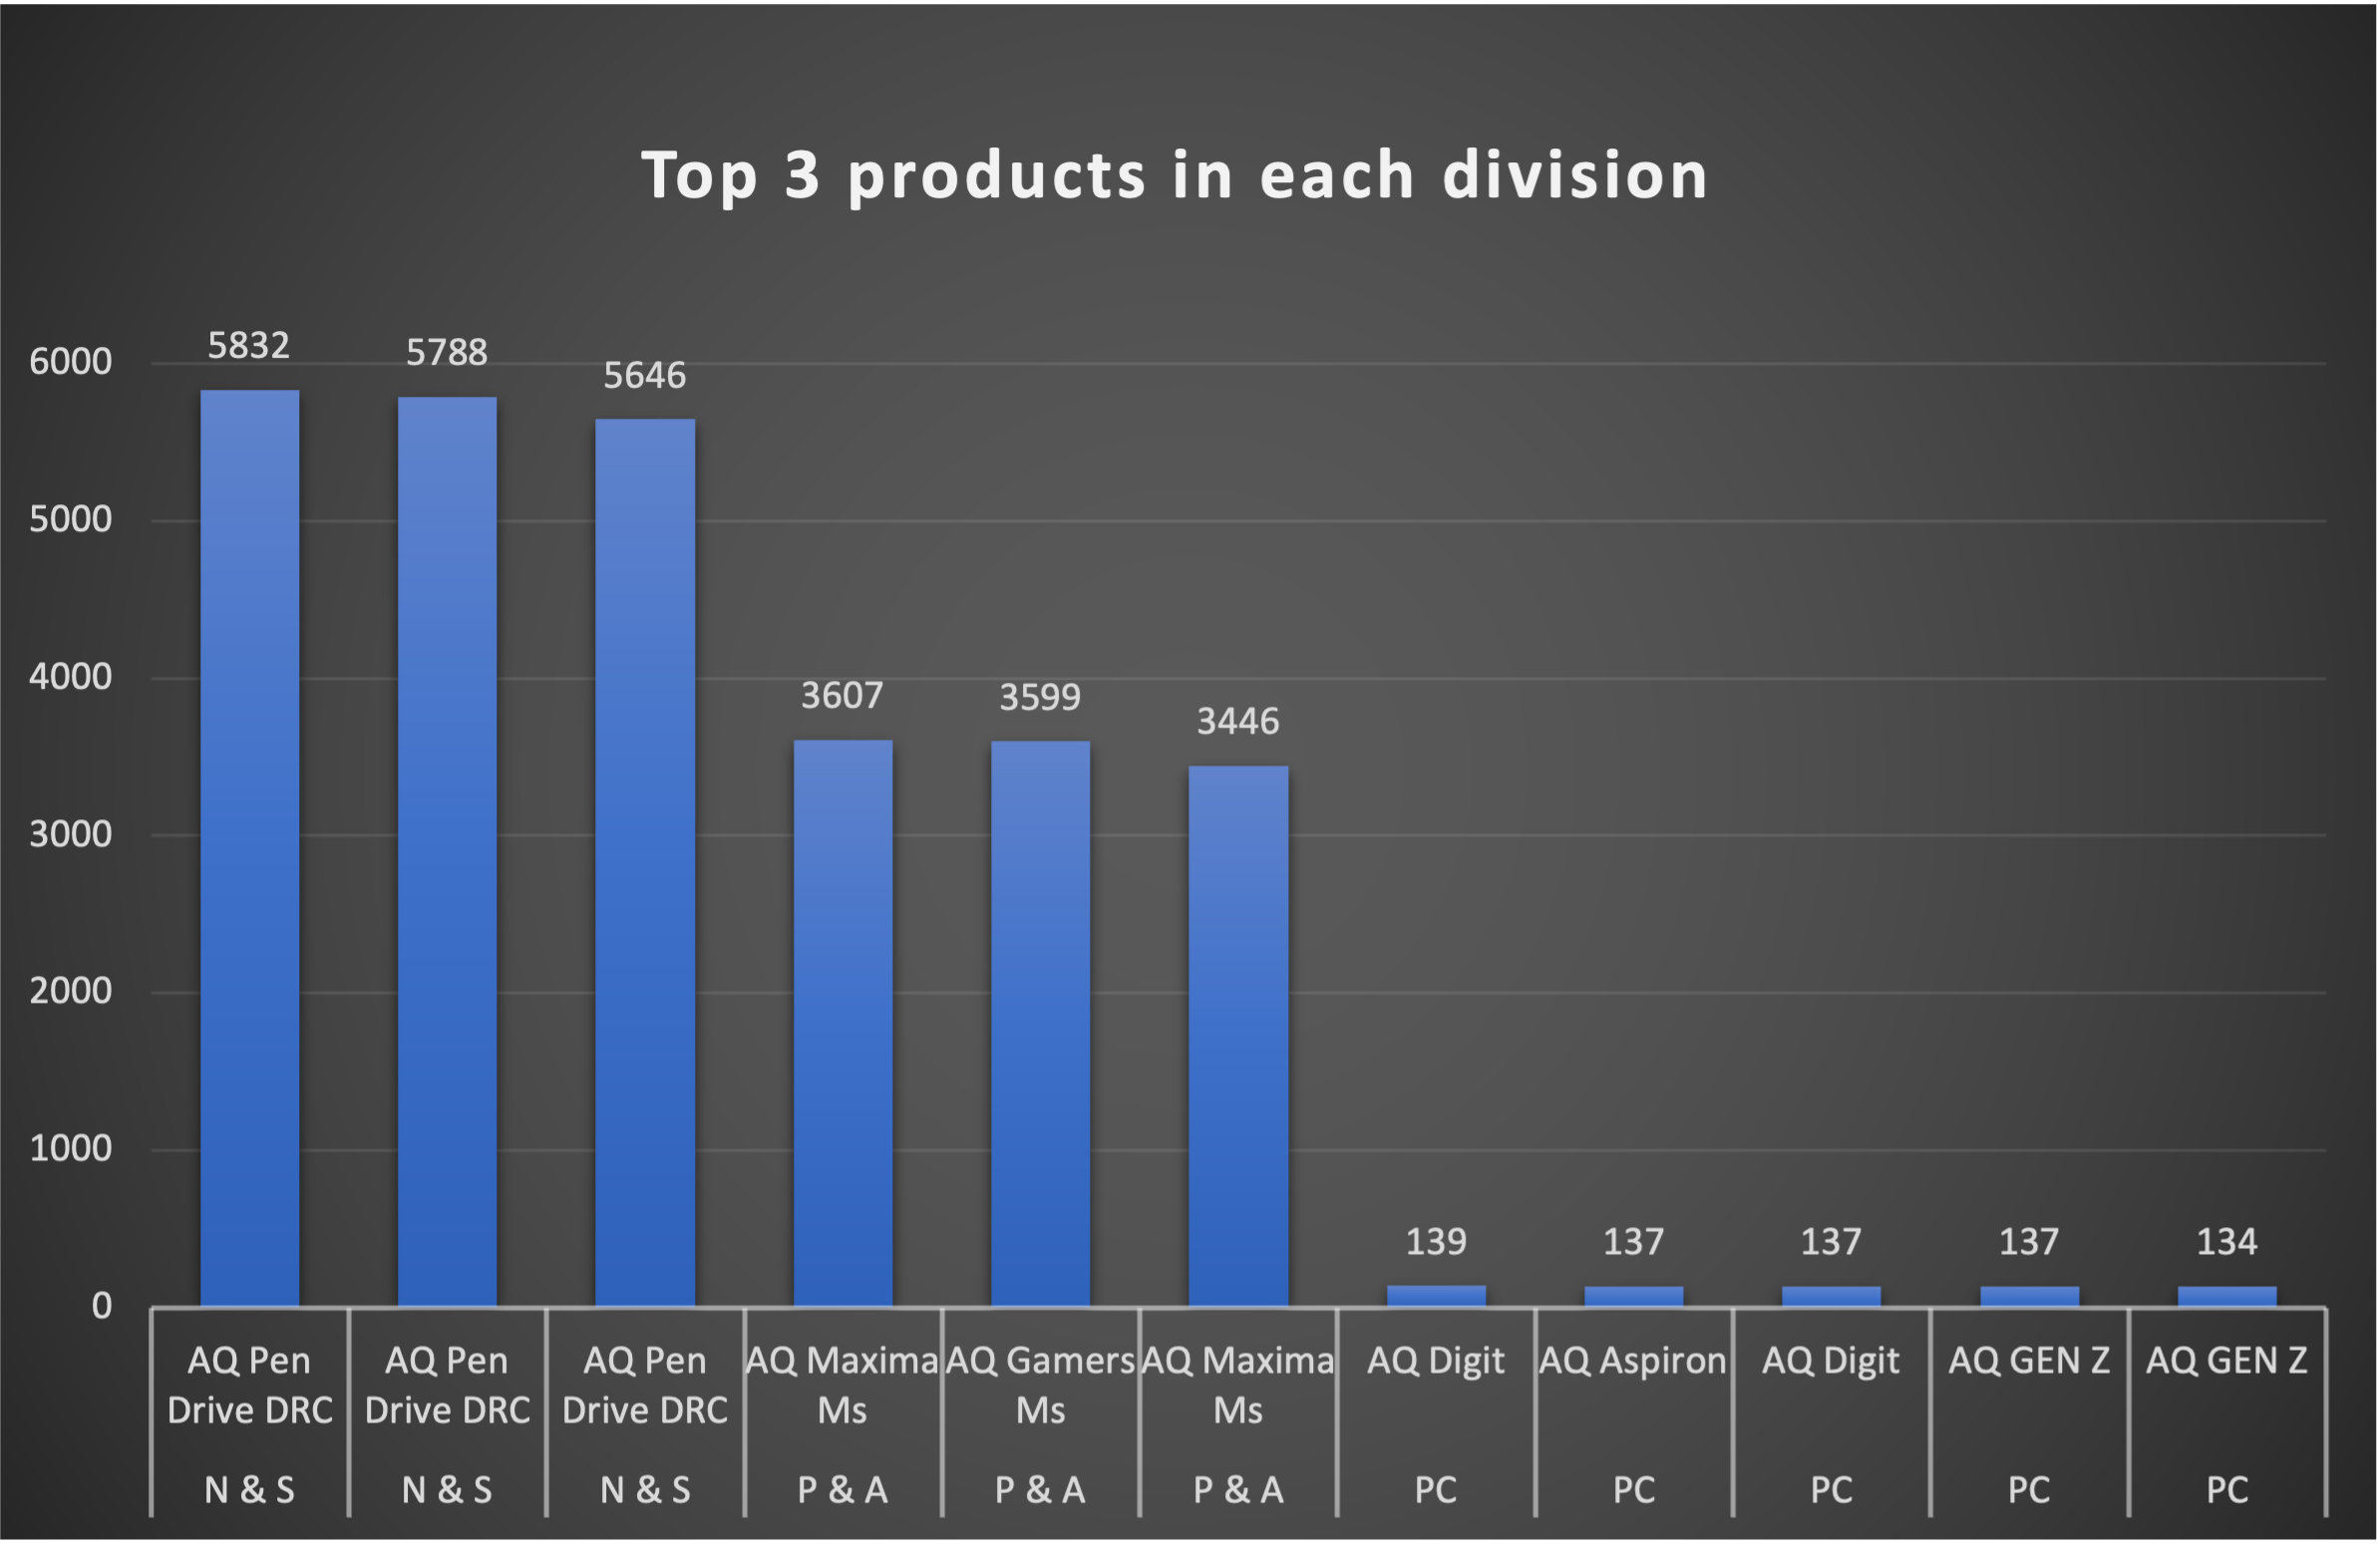 Top 3 products in each division
5832
5788
5646
3607
3599
3446
139
137
137
137
134
6000
5000
4000
3000
2000
1000
0
AQ Pen
Drive DRC
AQ Pen
Drive DRC
AQ Pen
Drive DRC
AQ Maxima
Ms
AQ Gamers
Ms
AQ Maxima
Ms
AQ Digit
AQ Aspiron
AQ Digit
AQ GEN Z
AQ GEN Z
N & S
N & S
N & S
P & A
P & A
P & A
PC
PC
PC
PC
PC